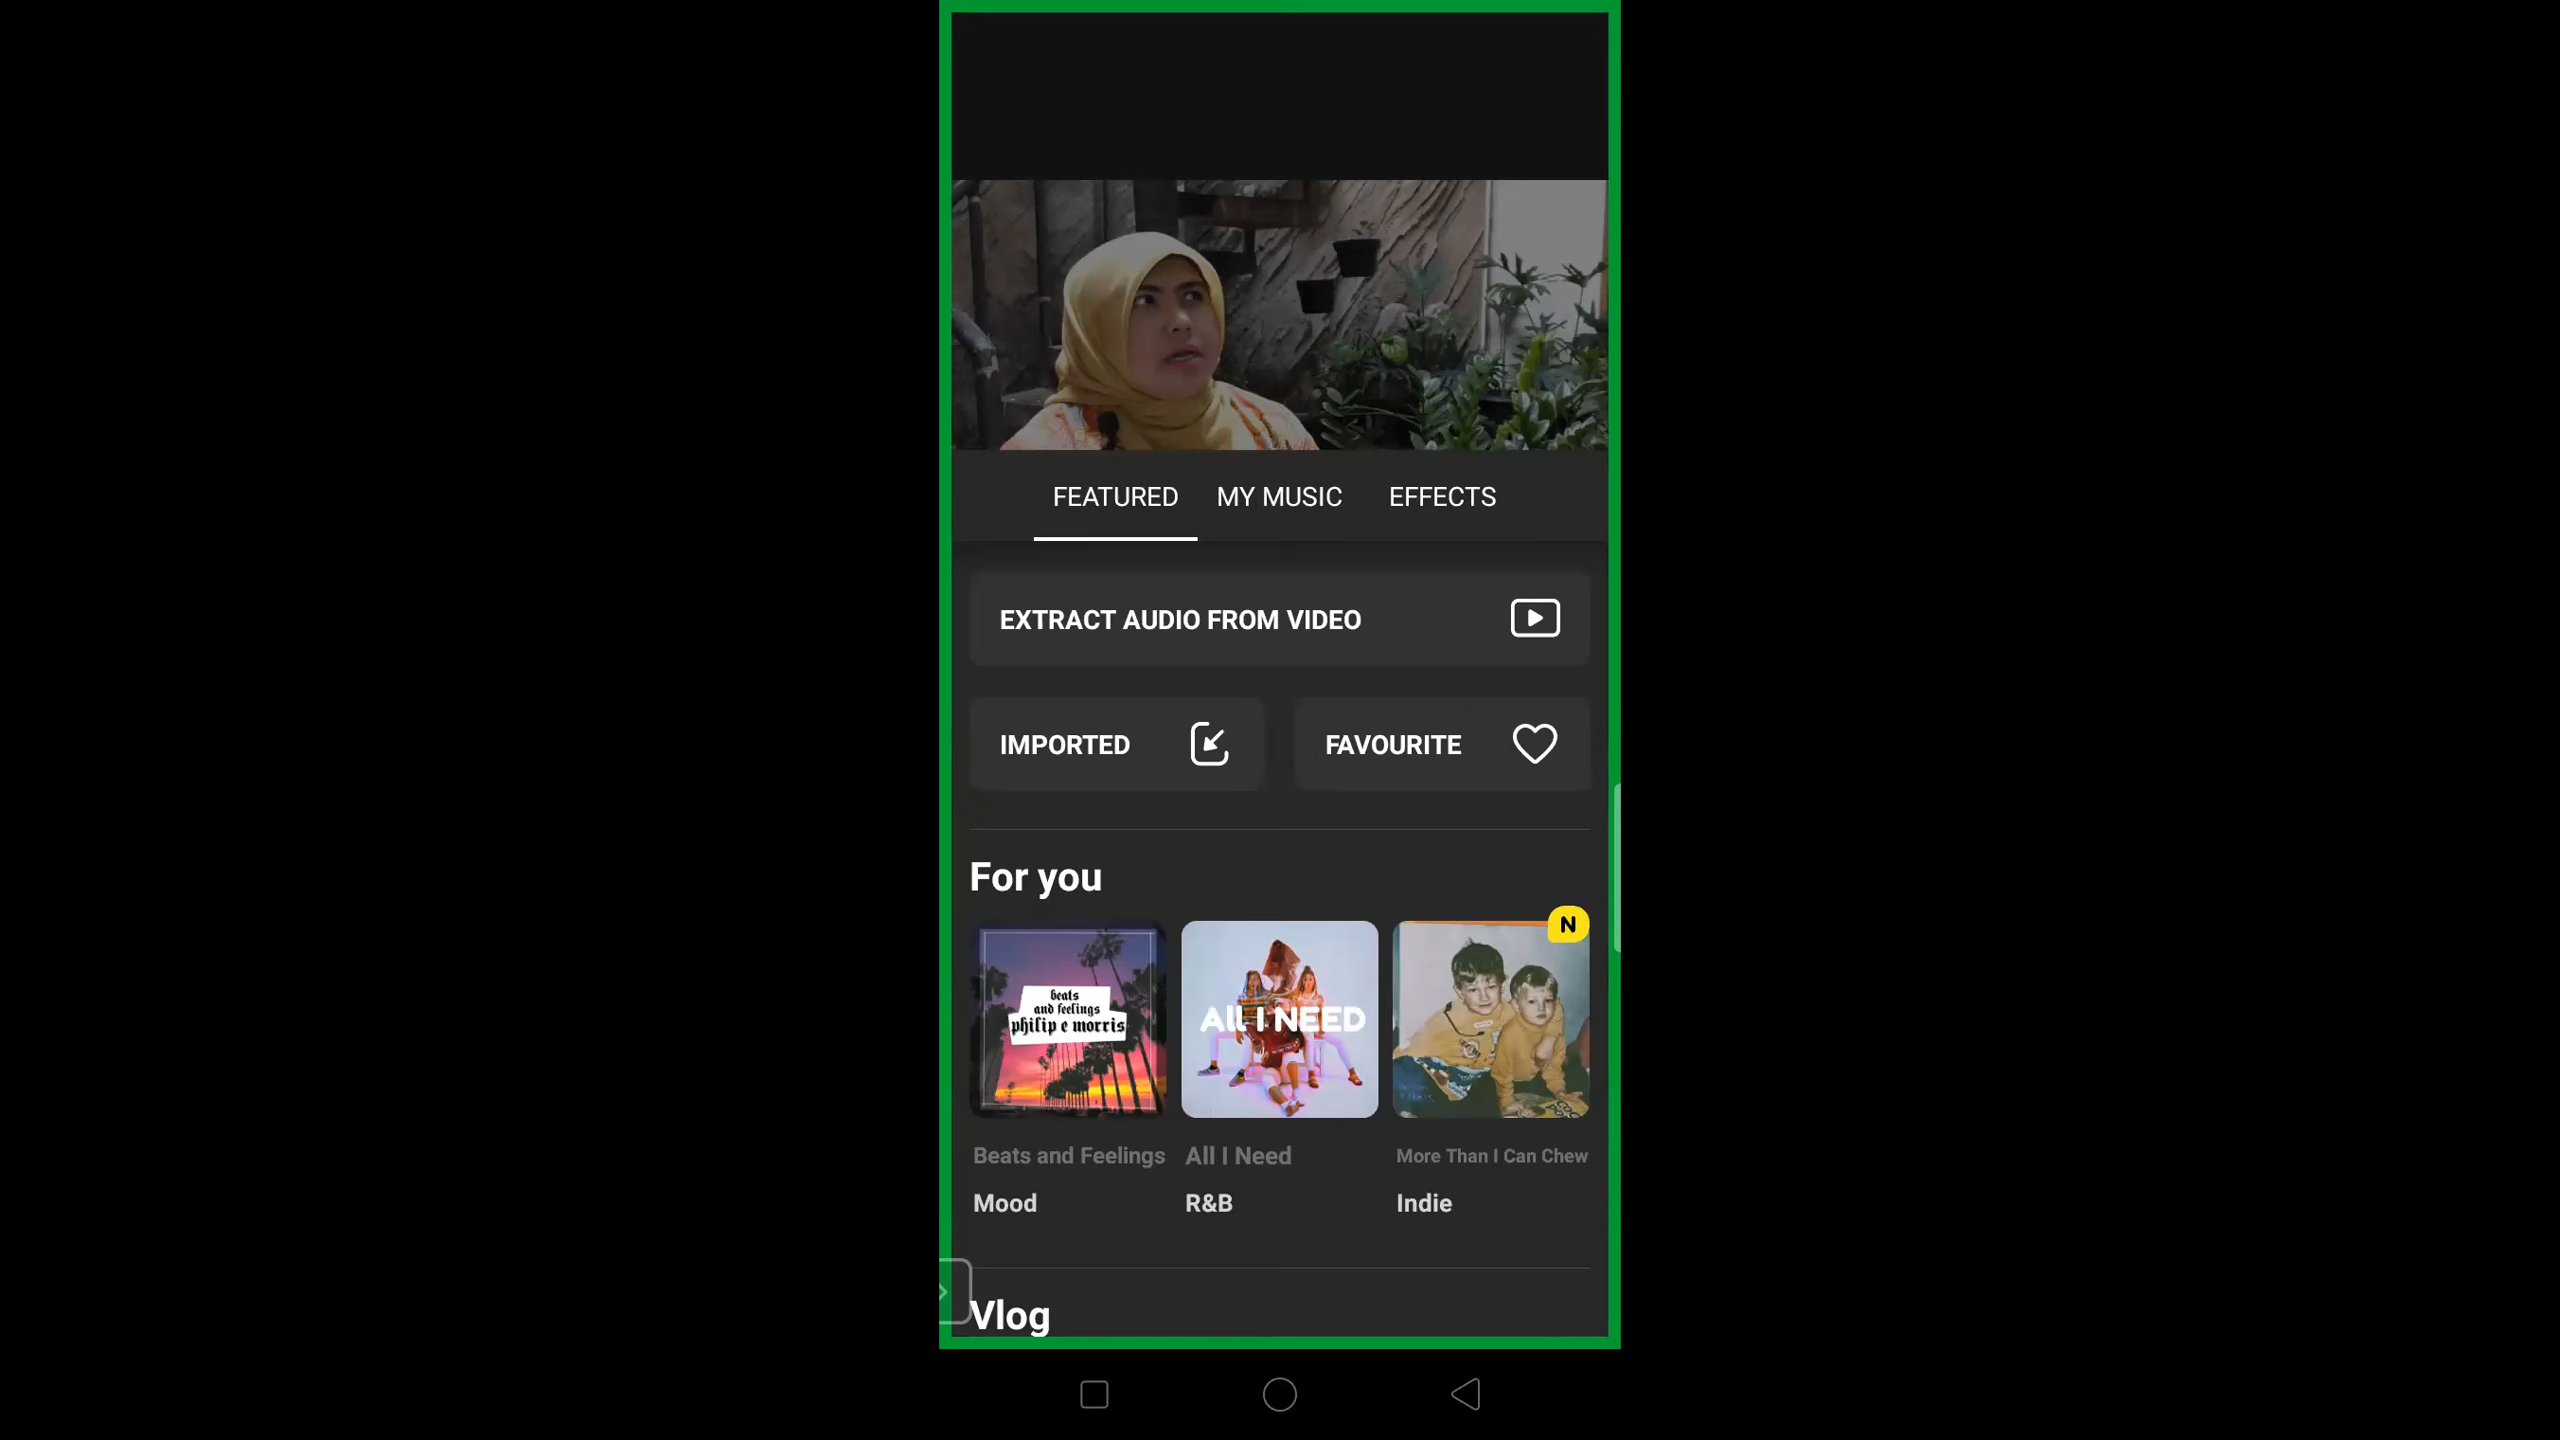 FEATURED MY MUSIC EFFECTS
EXTRACT AUDIO FROM VIDEO
IMPORTED FAVOURITE
For you
N
beats
and feelings
philip e morris
All I NEED
Beats and Feelings All I Need More Than I Can Chew
Mood R&B Indie
Vlog